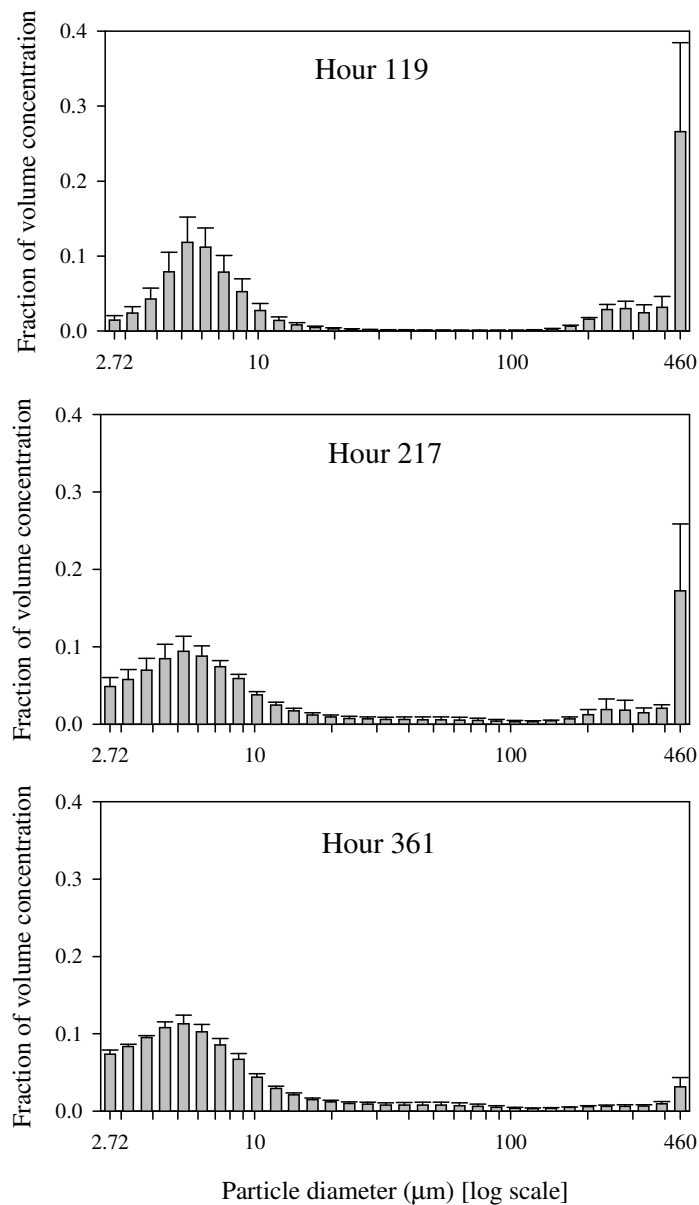 Fraction of volume concentration
0.4
0.3
0.2
0.1
0.0
Hour 119
2.72 10 100 460
Fraction of volume concentration
0.4
0.3
0.2
0.1
0.0
Hour 217
2.72 10 100 460
Fraction of volume concentration
0.4
0.3
0.2
0.1
0.0
Hour 361
2.72 10 100 460
Particle diameter (μm) [log scale]